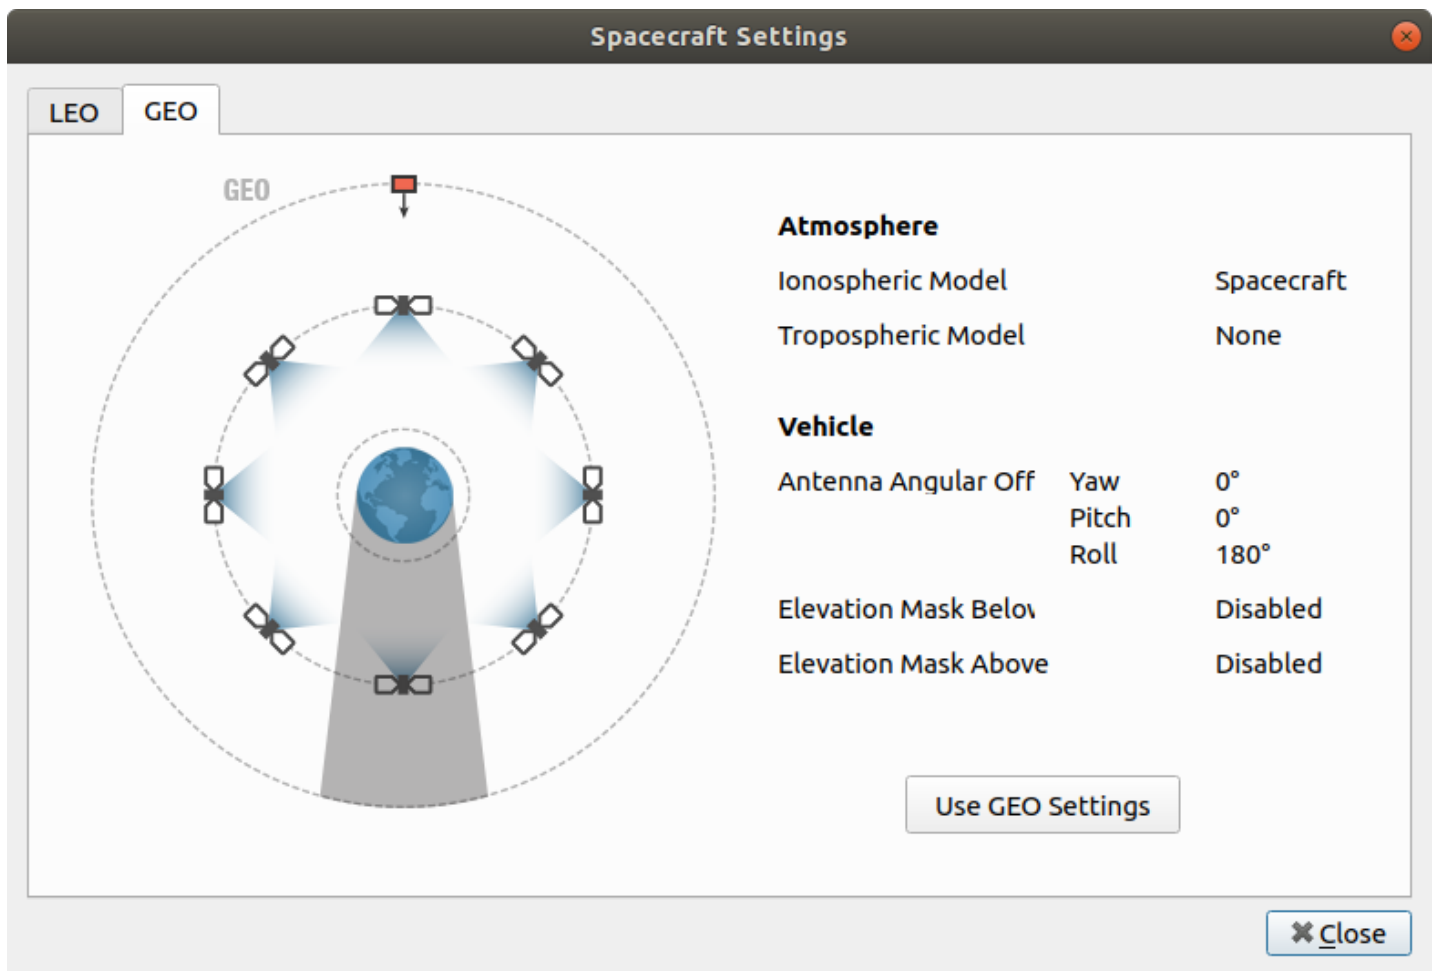 Spacecraft Settings
LEO
GEO
GEO
Atmosphere
Ionospheric Model Spacecraft
Tropospheric Model None
Vehicle
Antenna Angular Off Yaw 0°
Pitch 0°
Roll 180°
Elevation Mask Belov Disabled
Elevation Mask Above Disabled
Use GEO Settings
Close